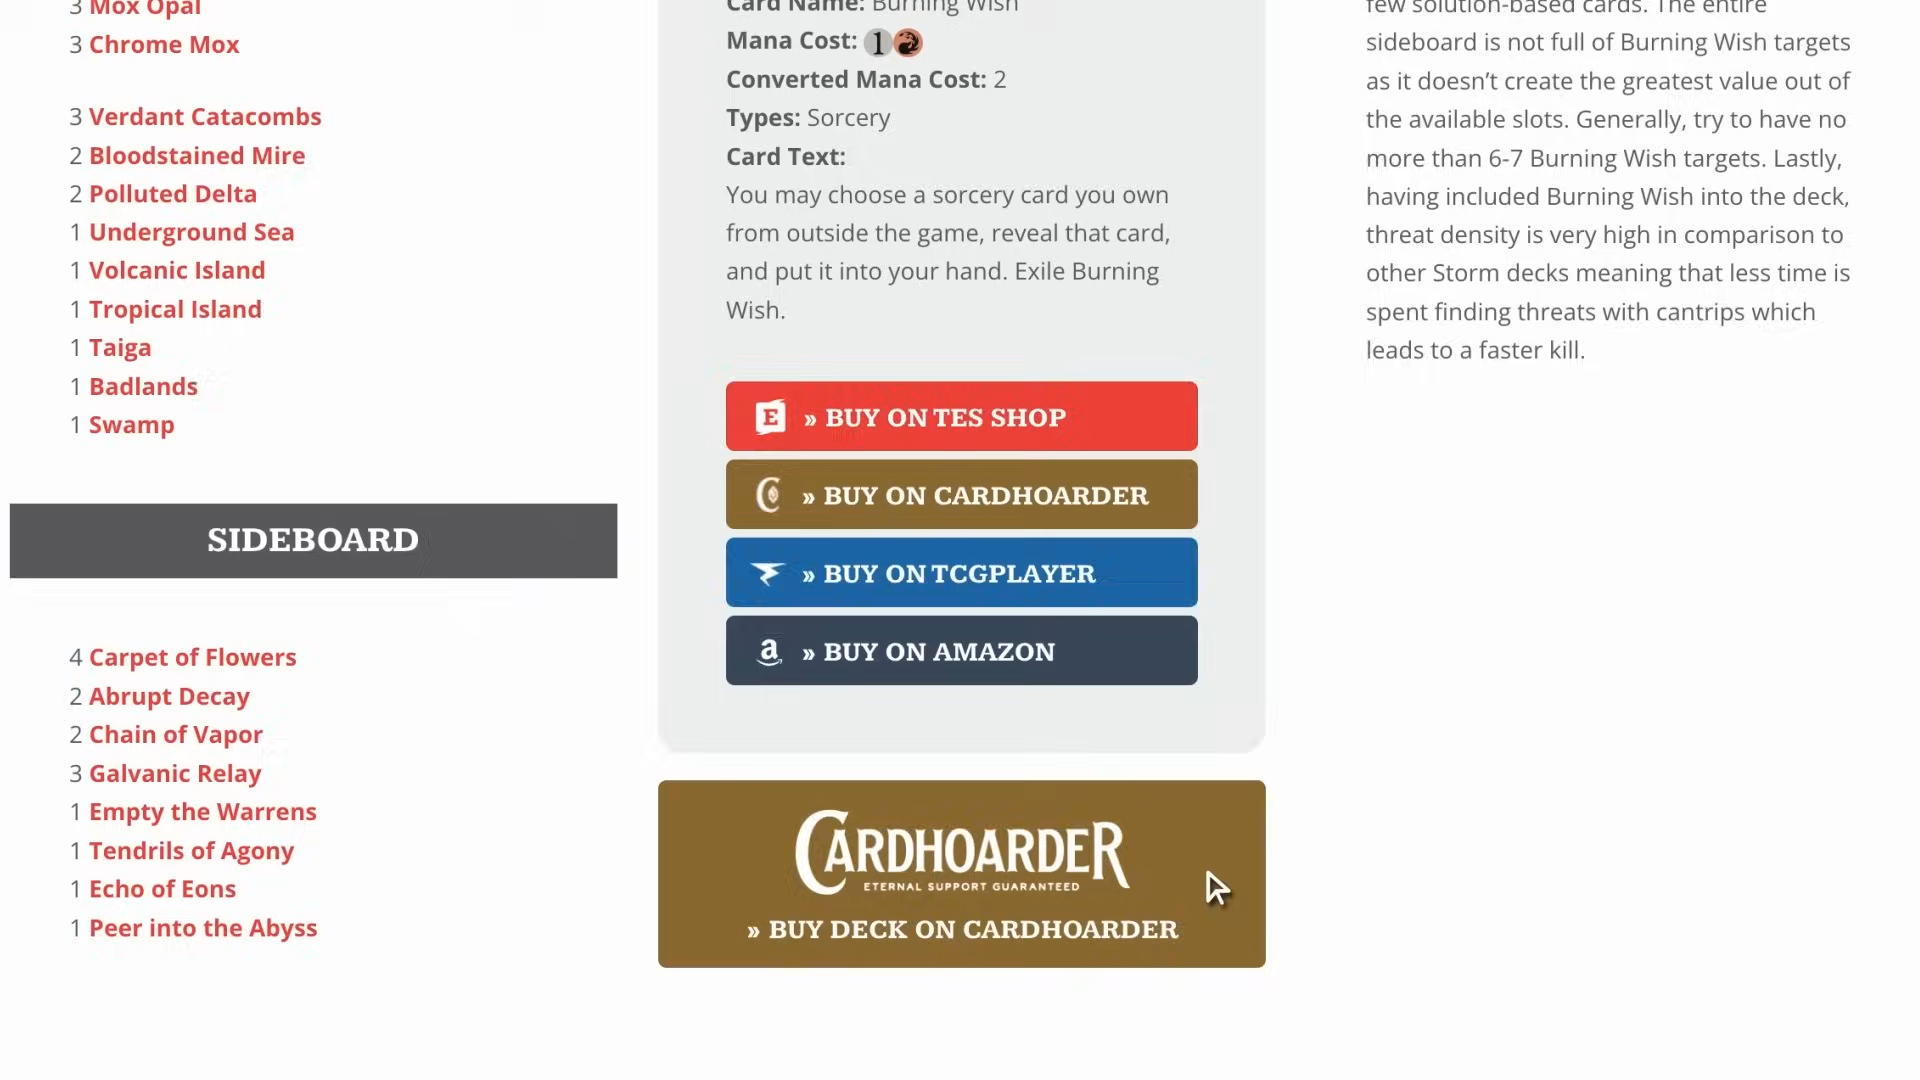 3 Mox Opal
3 Chrome Mox
3 Verdant Catacombs
2 Bloodstained Mire
2 Polluted Delta
1 Underground Sea
1 Volcanic Island
1 Tropical Island
1 Taiga
1 Badlands
1 Swamp
SIDEBOARD
4 Carpet of Flowers
2 Abrupt Decay
2 Chain of Vapor
3 Galvanic Relay
1 Empty the Warrens
1 Tendrils of Agony
1 Echo of Eons
1 Peer into the Abyss
Card Name: Burning Wish
Mana Cost: 1
Converted Mana Cost: 2
Types: Sorcery
Card Text:
You may choose a sorcery card you own
from outside the game, reveal that card,
and put it into your hand. Exile Burning
Wish.
E » BUY ON TES SHOP
» BUY ON CARDHOARDER
» BUY ON TCGPLAYER
a » BUY ON AMAZON
CARDHOARDER
ETERNAL SUPPORT GUARANTEED
» BUY DECK ON CARDHOARDER
few solution-based cards. The entire
sideboard is not full of Burning Wish targets
as it doesn’t create the greatest value out of
the available slots. Generally, try to have no
more than 6-7 Burning Wish targets. Lastly,
having included Burning Wish into the deck,
threat density is very high in comparison to
other Storm decks meaning that less time is
spent finding threats with cantrips which
leads to a faster kill.